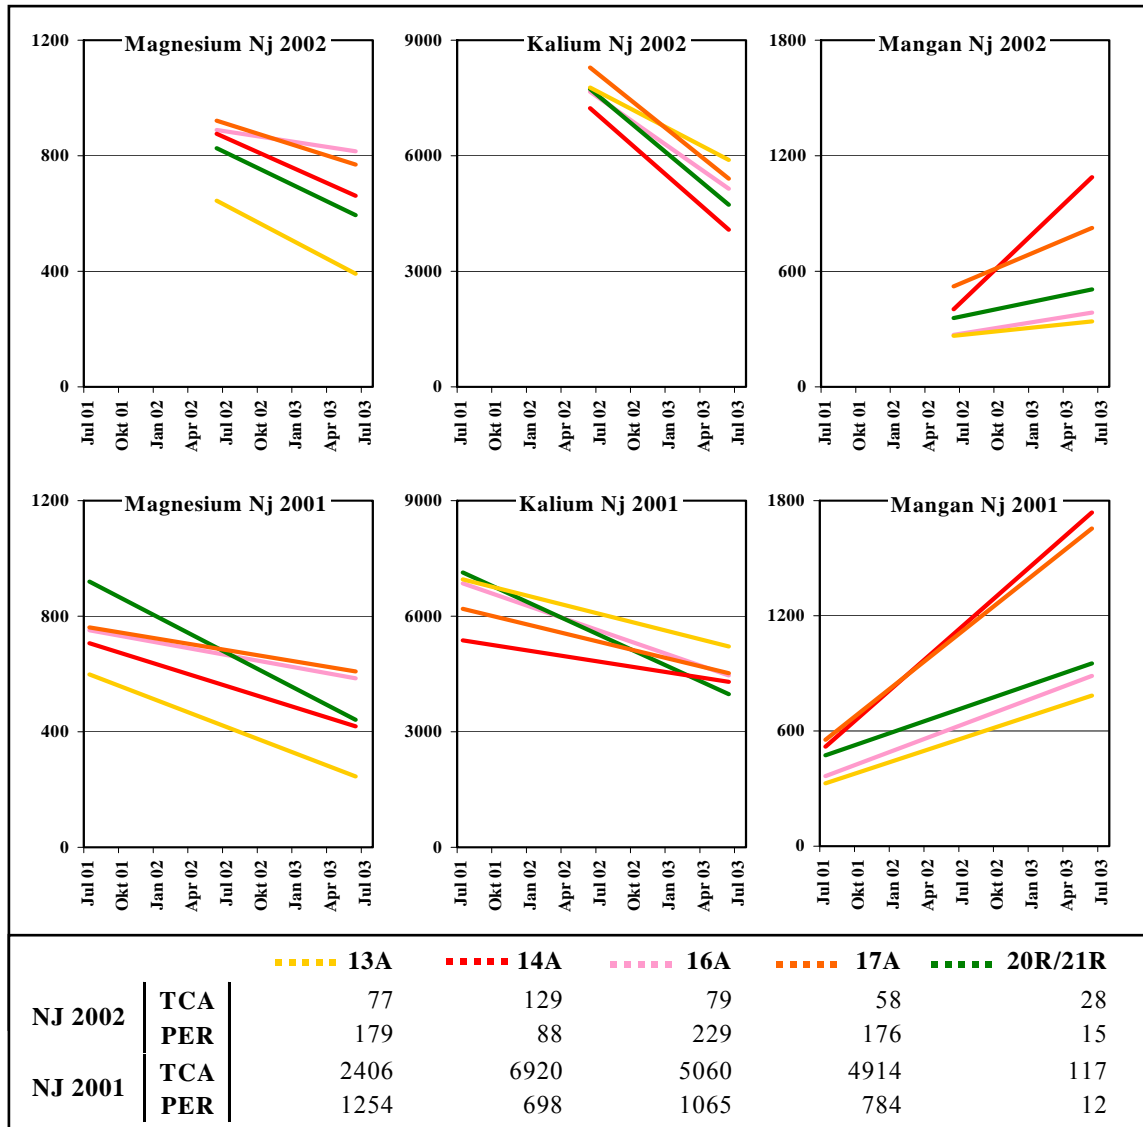 Magnesium Nj 2002
1200
800
400
0
Jul 01
Okt 01
Jan 02
Apr 02
Jul 02
Okt 02
Jan 03
Apr 03
Jul 03
Kalium Nj 2002
9000
6000
3000
0
Jul 01
Okt 01
Jan 02
Apr 02
Jul 02
Okt 02
Jan 03
Apr 03
Jul 03
Mangan Nj 2002
1800
1200
600
0
Jul 01
Okt 01
Jan 02
Apr 02
Jul 02
Okt 02
Jan 03
Apr 03
Jul 03
Magnesium Nj 2001
1200
800
400
0
Jul 01
Okt 01
Jan 02
Apr 02
Jul 02
Okt 02
Jan 03
Apr 03
Jul 03
Kalium Nj 2001
9000
6000
3000
0
Jul 01
Okt 01
Jan 02
Apr 02
Jul 02
Okt 02
Jan 03
Apr 03
Jul 03
Mangan Nj 2001
1800
1200
600
0
Jul 01
Okt 01
Jan 02
Apr 02
Jul 02
Okt 02
Jan 03
Apr 03
Jul 03
13A 14A 16A 17A 20R/21R
NJ 2002
TCA 77 129 79 58 28
PER 179 88 229 176 15
NJ 2001
TCA 2406 6920 5060 4914 117
PER 1254 698 1065 784 12